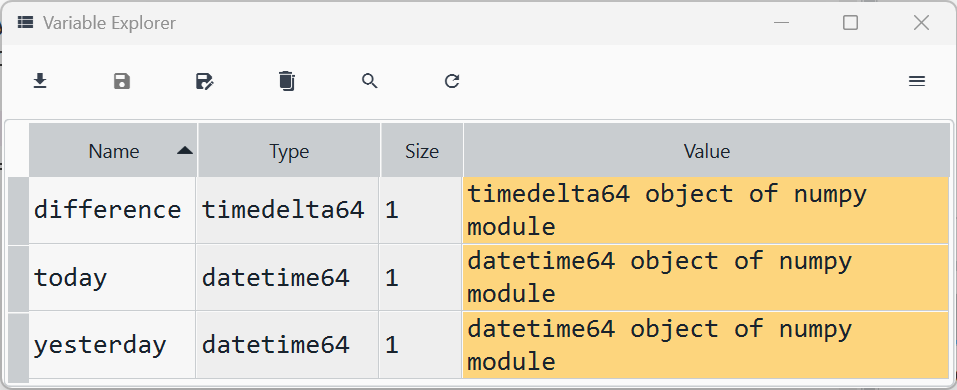 Variable Explorer
Name Type Size Value
difference timedelta64 1 timedelta64 object of numpy
module
today datetime64 1 datetime64 object of numpy
module
yesterday datetime64 1 datetime64 object of numpy
module